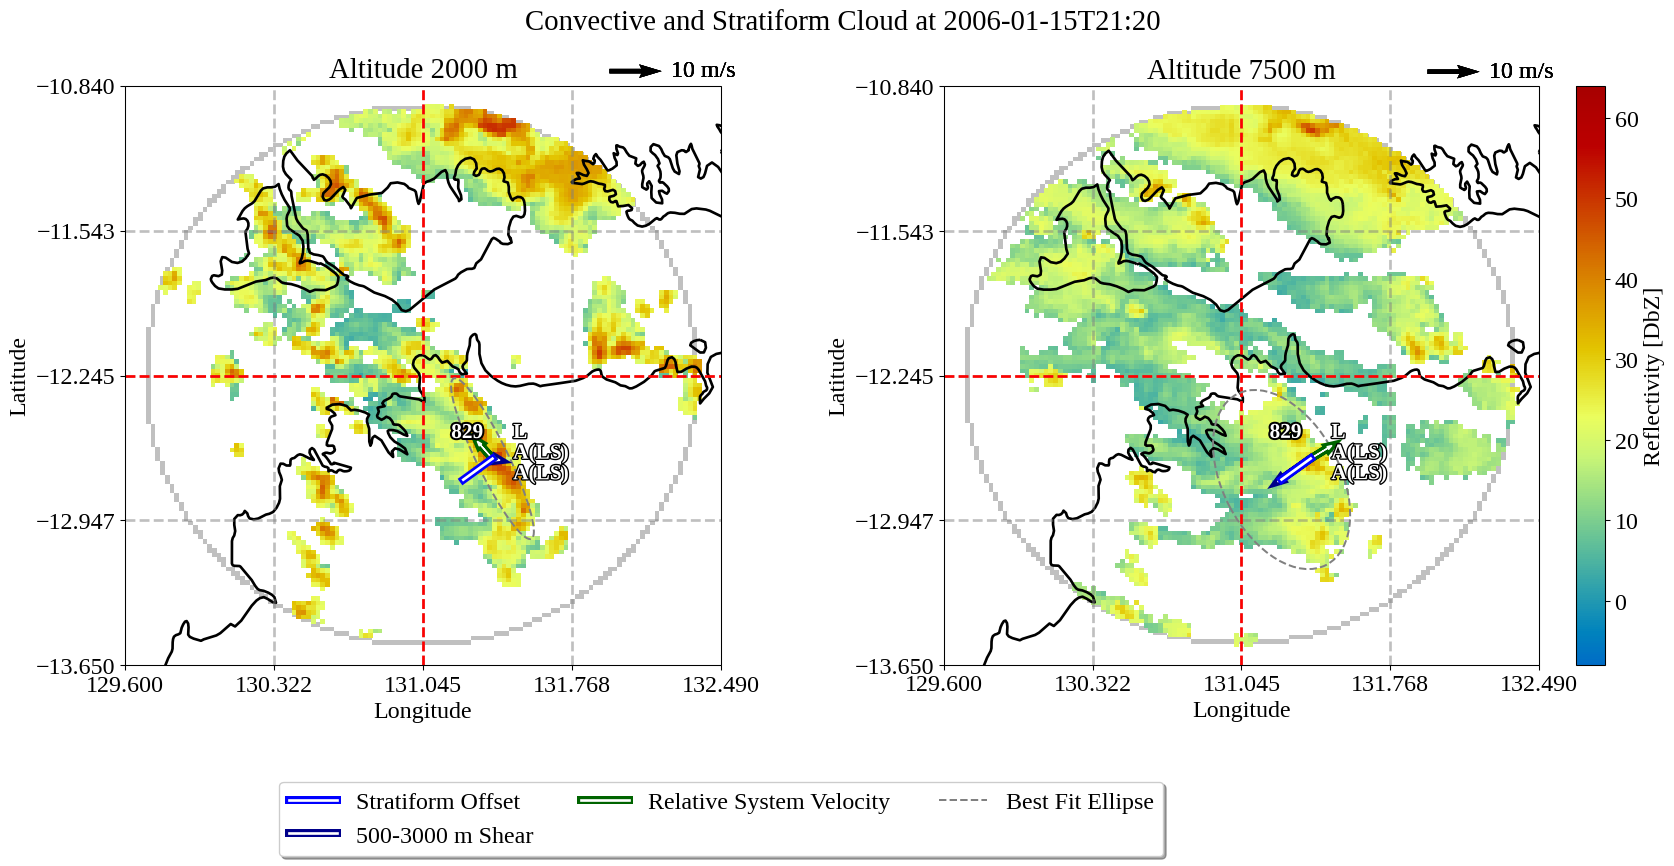 Convective and Stratiform Cloud at 2006-01-15T21:20
Altitude 2000 m
10 m/s
Latitude
−10.840
−11.543
−12.245
−12.947
−13.650
829
L
A(LS)
A(LS)
129.600 130.322 131.045 131.768 132.490
Longitude
Altitude 7500 m
10 m/s
Latitude
−10.840
−11.543
−12.245
−12.947
−13.650
829
L
A(LS)
A(LS)
129.600 130.322 131.045 131.768 132.490
Longitude
60
50
40
30
20
10
0
Reflectivity [DbZ]
Stratiform Offset
Relative System Velocity
Best Fit Ellipse
500-3000 m Shear